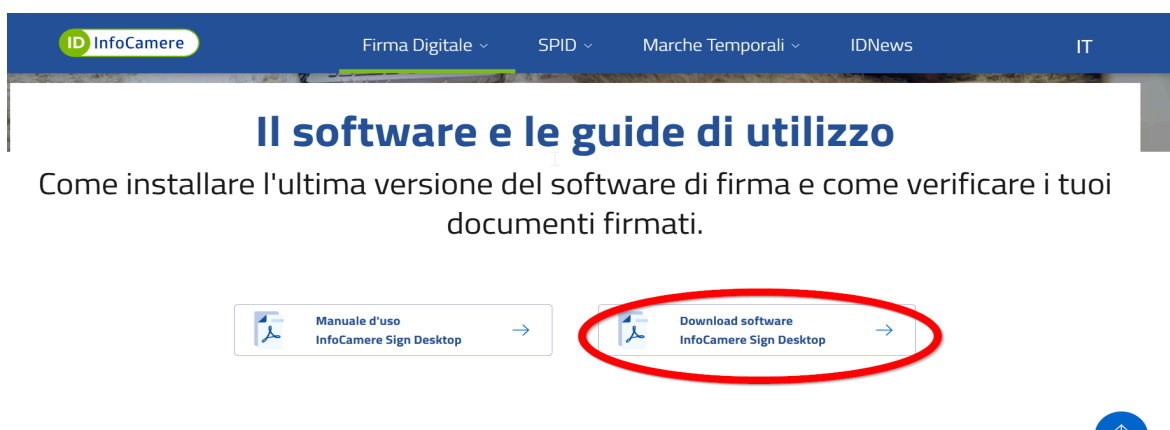 ID InfoCamere Firma Digitale SPID Marche Temporali IDNews IT
Il software e le guide di utilizzo
Come installare l'ultima versione del software di firma e come verificare i tuoi
documenti firmati.
Manuale d'uso
InfoCamere Sign Desktop
Download software
InfoCamere Sign Desktop